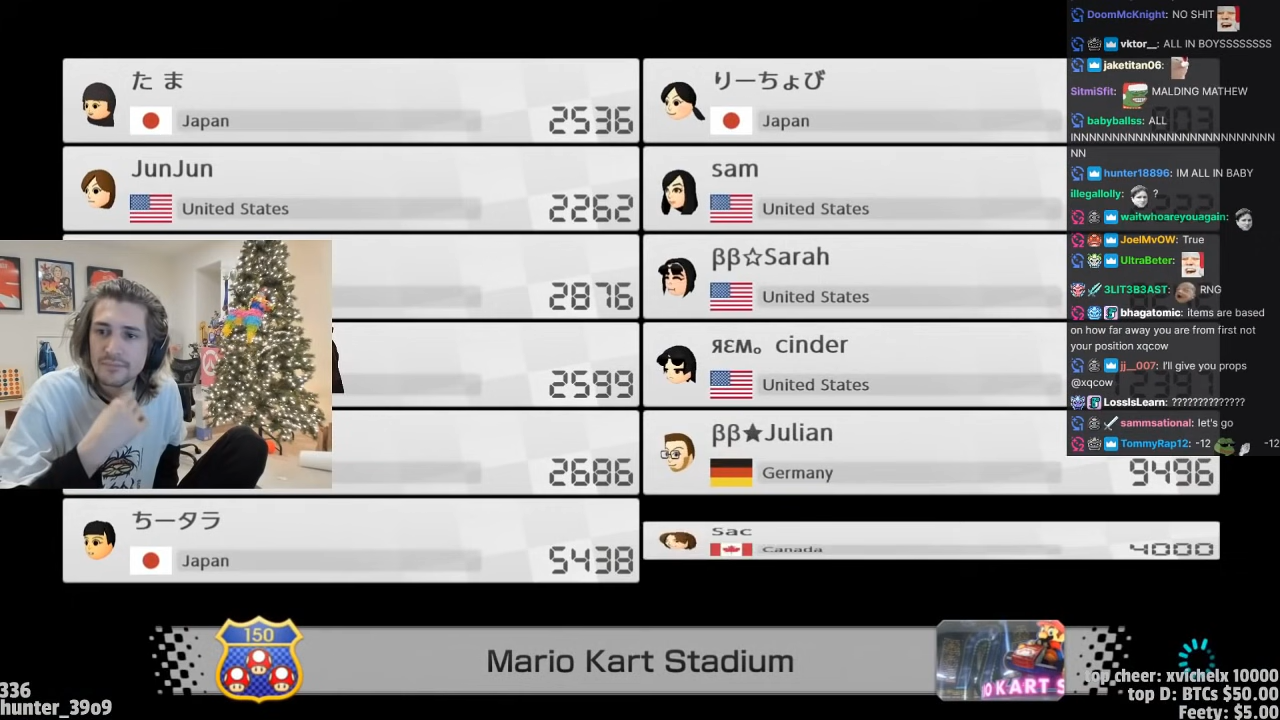 た ま
Japan
2536
りーちょび
Japan
JunJun
United States
2262
sam
United States
2876
ββ☆Sarah
United States
2599
ЯεM。 cinder
United States
2686
ββ★Julian
Germany
9496
ちータラ
Japan
5438
Sac
Canada
4000
150
Mario Kart Stadium
336
hunter_39o9
top cheer: xvichelx 10000
top D: BTCs $50.00
Feety: $5.00
DoomMcKnight: NO SHIT
vktor__: ALL IN BOYSSSSSSSS
jaketitan06:
SitmiSfit: MALDING MATHEW
babyballss: ALL
INNNNNNNNNNNNNNNNNNNNNNNNNN
NN
hunter18896: IM ALL IN BABY
illegallolly: ?
waitwhoareyouagain:
JoelMvOW: True
UltraBeter:
3LIT3B3AST: RNG
bhagatomic: items are based
on how far away you are from first not
your position xqcow
jj__007: I'll give you props
@xqcow
LossIsLearn: ?????????????
sammsational: let's go
TommyRap12: -12 -12